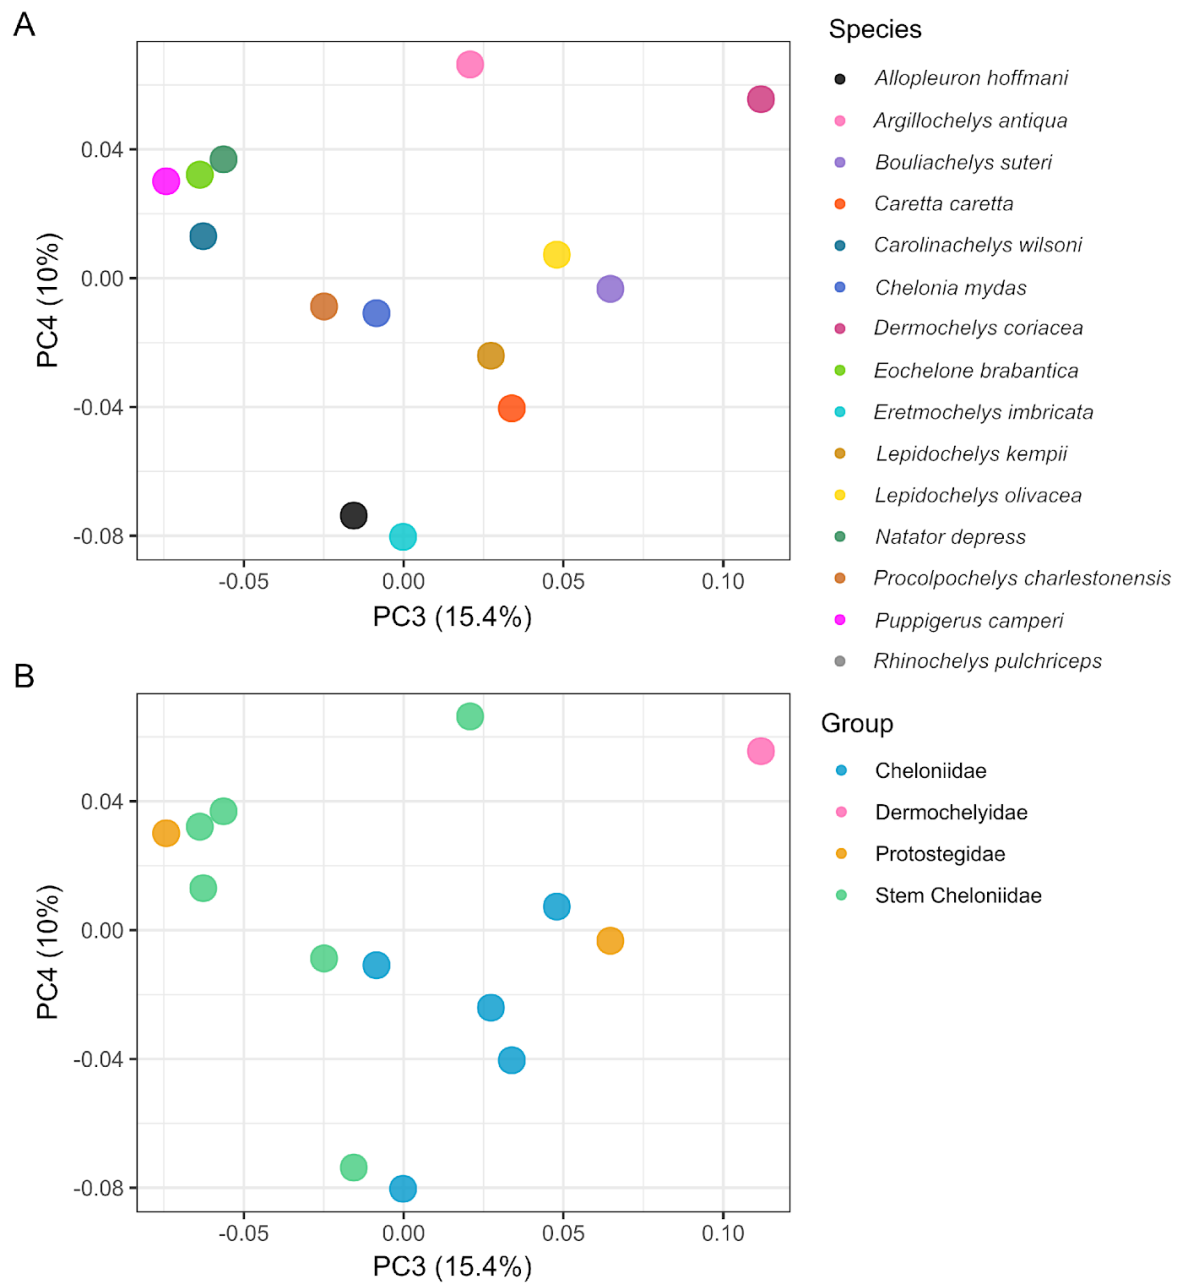 A
0.04
0.00
-0.04
-0.08
PC4 (10%)
-0.05
0.00
0.05
0.10
PC3 (15.4%)
Species
Allopleuron hoffmani
Argillochelys antiqua
Bouliachelys suteri
Caretta caretta
Carolinachelys wilsoni
Chelonia mydas
Dermochelys coriacea
Eochelone brabantica
Eretmochelys imbricata
Lepidochelys kempii
Lepidochelys olivacea
Natator depress
Procolpochelys charlestonensis
Puppigerus camperi
Rhinochelys pulchriceps
B
0.04
0.00
-0.04
-0.08
PC4 (10%)
-0.05
0.00
0.05
0.10
PC3 (15.4%)
Group
Cheloniidae
Dermochelyidae
Protostegidae
Stem Cheloniidae